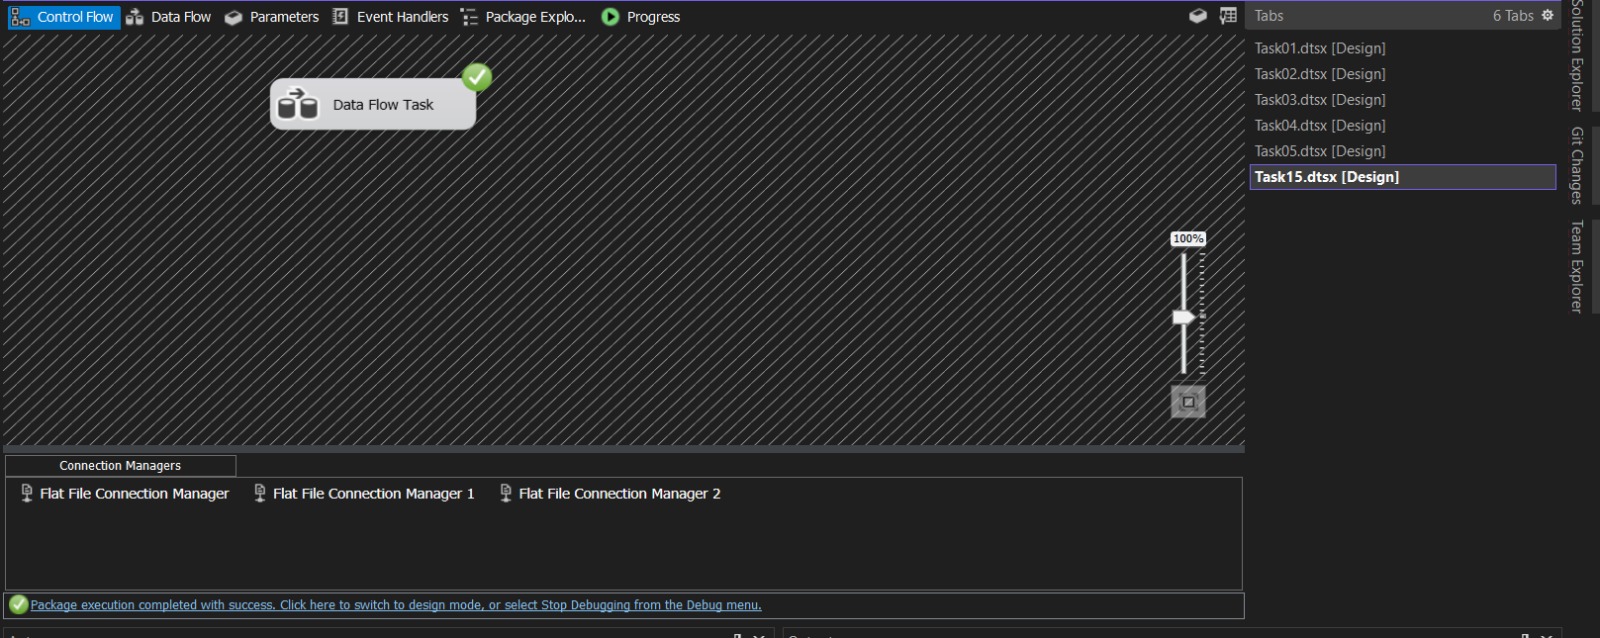 Control Flow Data Flow Parameters Event Handlers Package Explo... Progress
Tabs 6 Tabs
Task01.dtsx [Design]
Task02.dtsx [Design]
Task03.dtsx [Design]
Task04.dtsx [Design]
Task05.dtsx [Design]
Task15.dtsx [Design]
Solution Explorer
Git Changes
Team Explorer
Data Flow Task
100%
Connection Managers
Flat File Connection Manager Flat File Connection Manager 1 Flat File Connection Manager 2
Package execution completed with success. Click here to switch to design mode, or select Stop Debugging from the Debug menu.